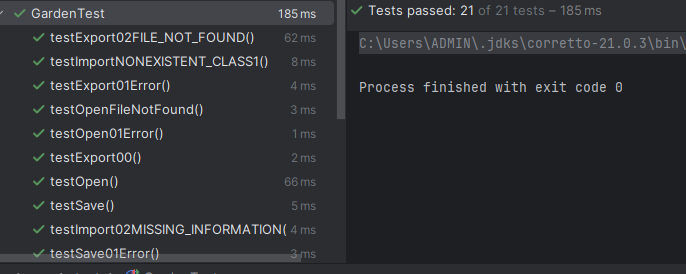 GardenTest 185 ms
testExport02FILE_NOT_FOUND() 62 ms
testImportNONEXISTENT_CLASS1() 8 ms
testExport01Error() 4 ms
testOpenFileNotFound() 3 ms
testOpen01Error() 1 ms
testExport00() 2 ms
testOpen() 66 ms
testSave() 5 ms
testImport02MISSING_INFORMATION( 4 ms
testSave01Error() 3 ms
Tests passed: 21 of 21 tests – 185 ms
C:\Users\ADMIN\.jdks\corretto-21.0.3\bin\
Process finished with exit code 0